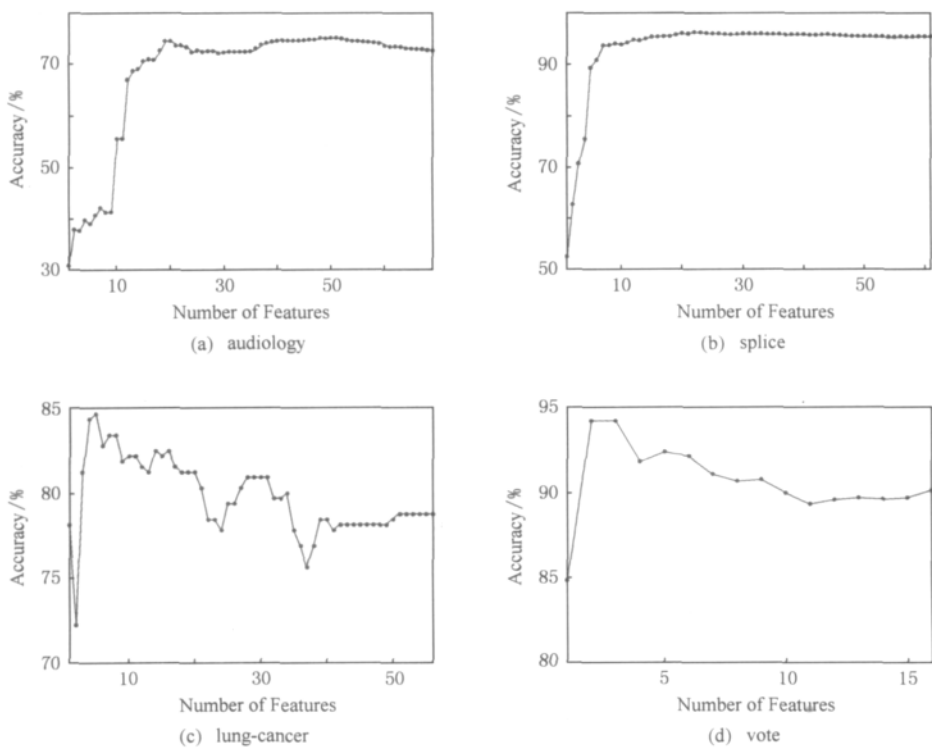 Accuracy/%
70
50
30
10
30
50
Number of Features
(a) audiology
Accuracy/%
90
70
50
10
30
50
Number of Features
(b) splice
Accuracy/%
85
80
75
70
10
30
50
Number of Features
(c) lung-cancer
Accuracy/%
95
90
85
80
5
10
15
Number of Features
(d) vote